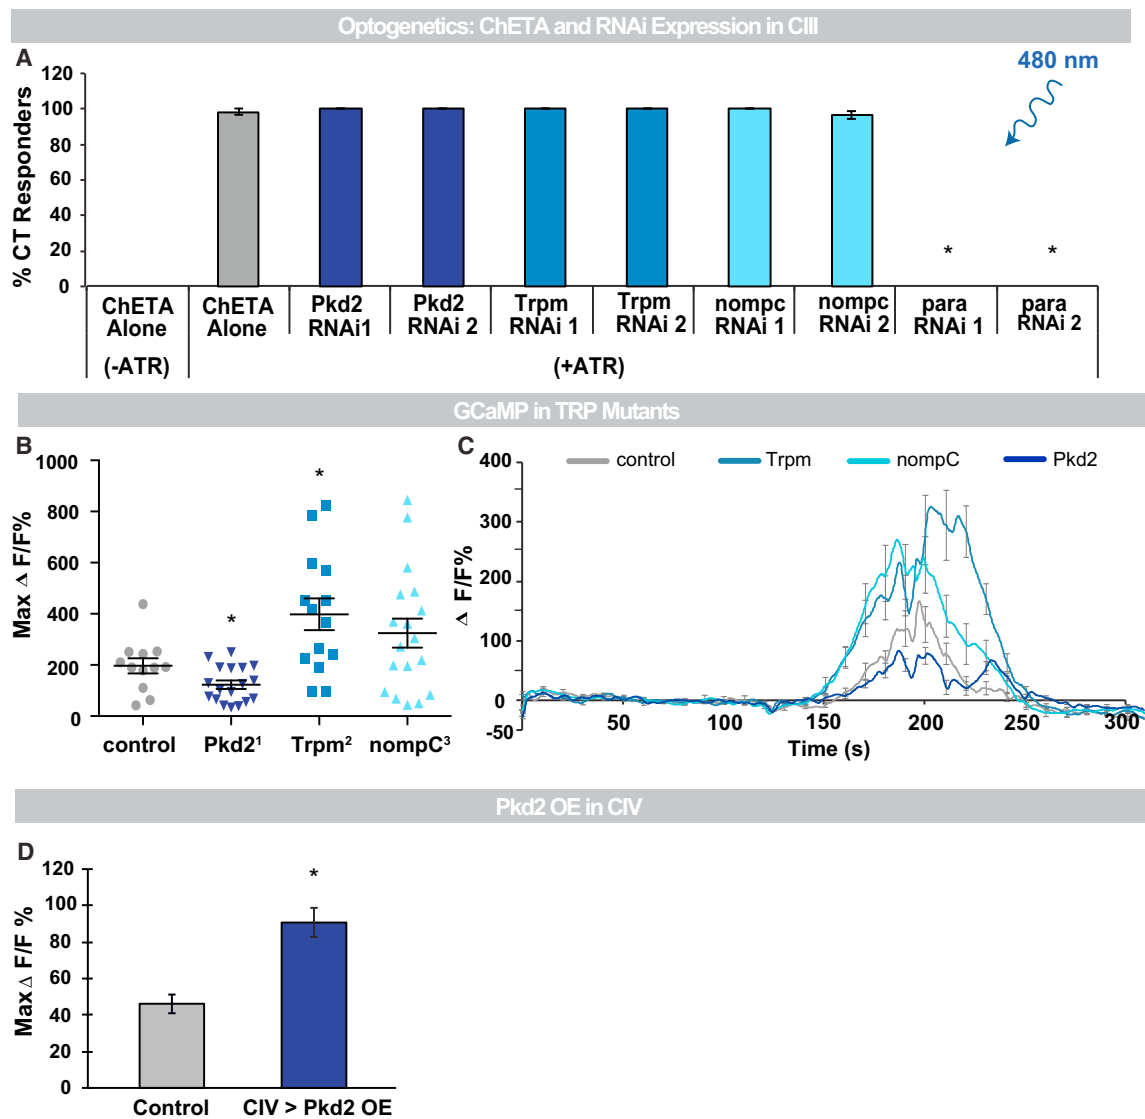 Optogenetics: ChETA and RNAi Expression in CIII
A
480 nm
% CT Responders
120
100
80
60
40
20
0
* *
ChETA Alone
ChETA Alone
Pkd2 RNAi1
Pkd2 RNAi 2
Trpm RNAi 1
Trpm RNAi 2
nompc RNAi 1
nompc RNAi 2
para RNAi 1
para RNAi 2
(-ATR)
(+ATR)
GCaMP in TRP Mutants
B
Max Δ F/F%
1000
800
600
400
200
0
*
*
control Pkd2¹ Trpm² nompC³
C
control Trpm nompC Pkd2
Δ F/F%
400
300
200
100
0
-50
50 100 150 200 250 300
Time (s)
Pkd2 OE in CIV
D
Max Δ F/F %
120
100
80
60
40
20
0
*
Control CIV > Pkd2 OE